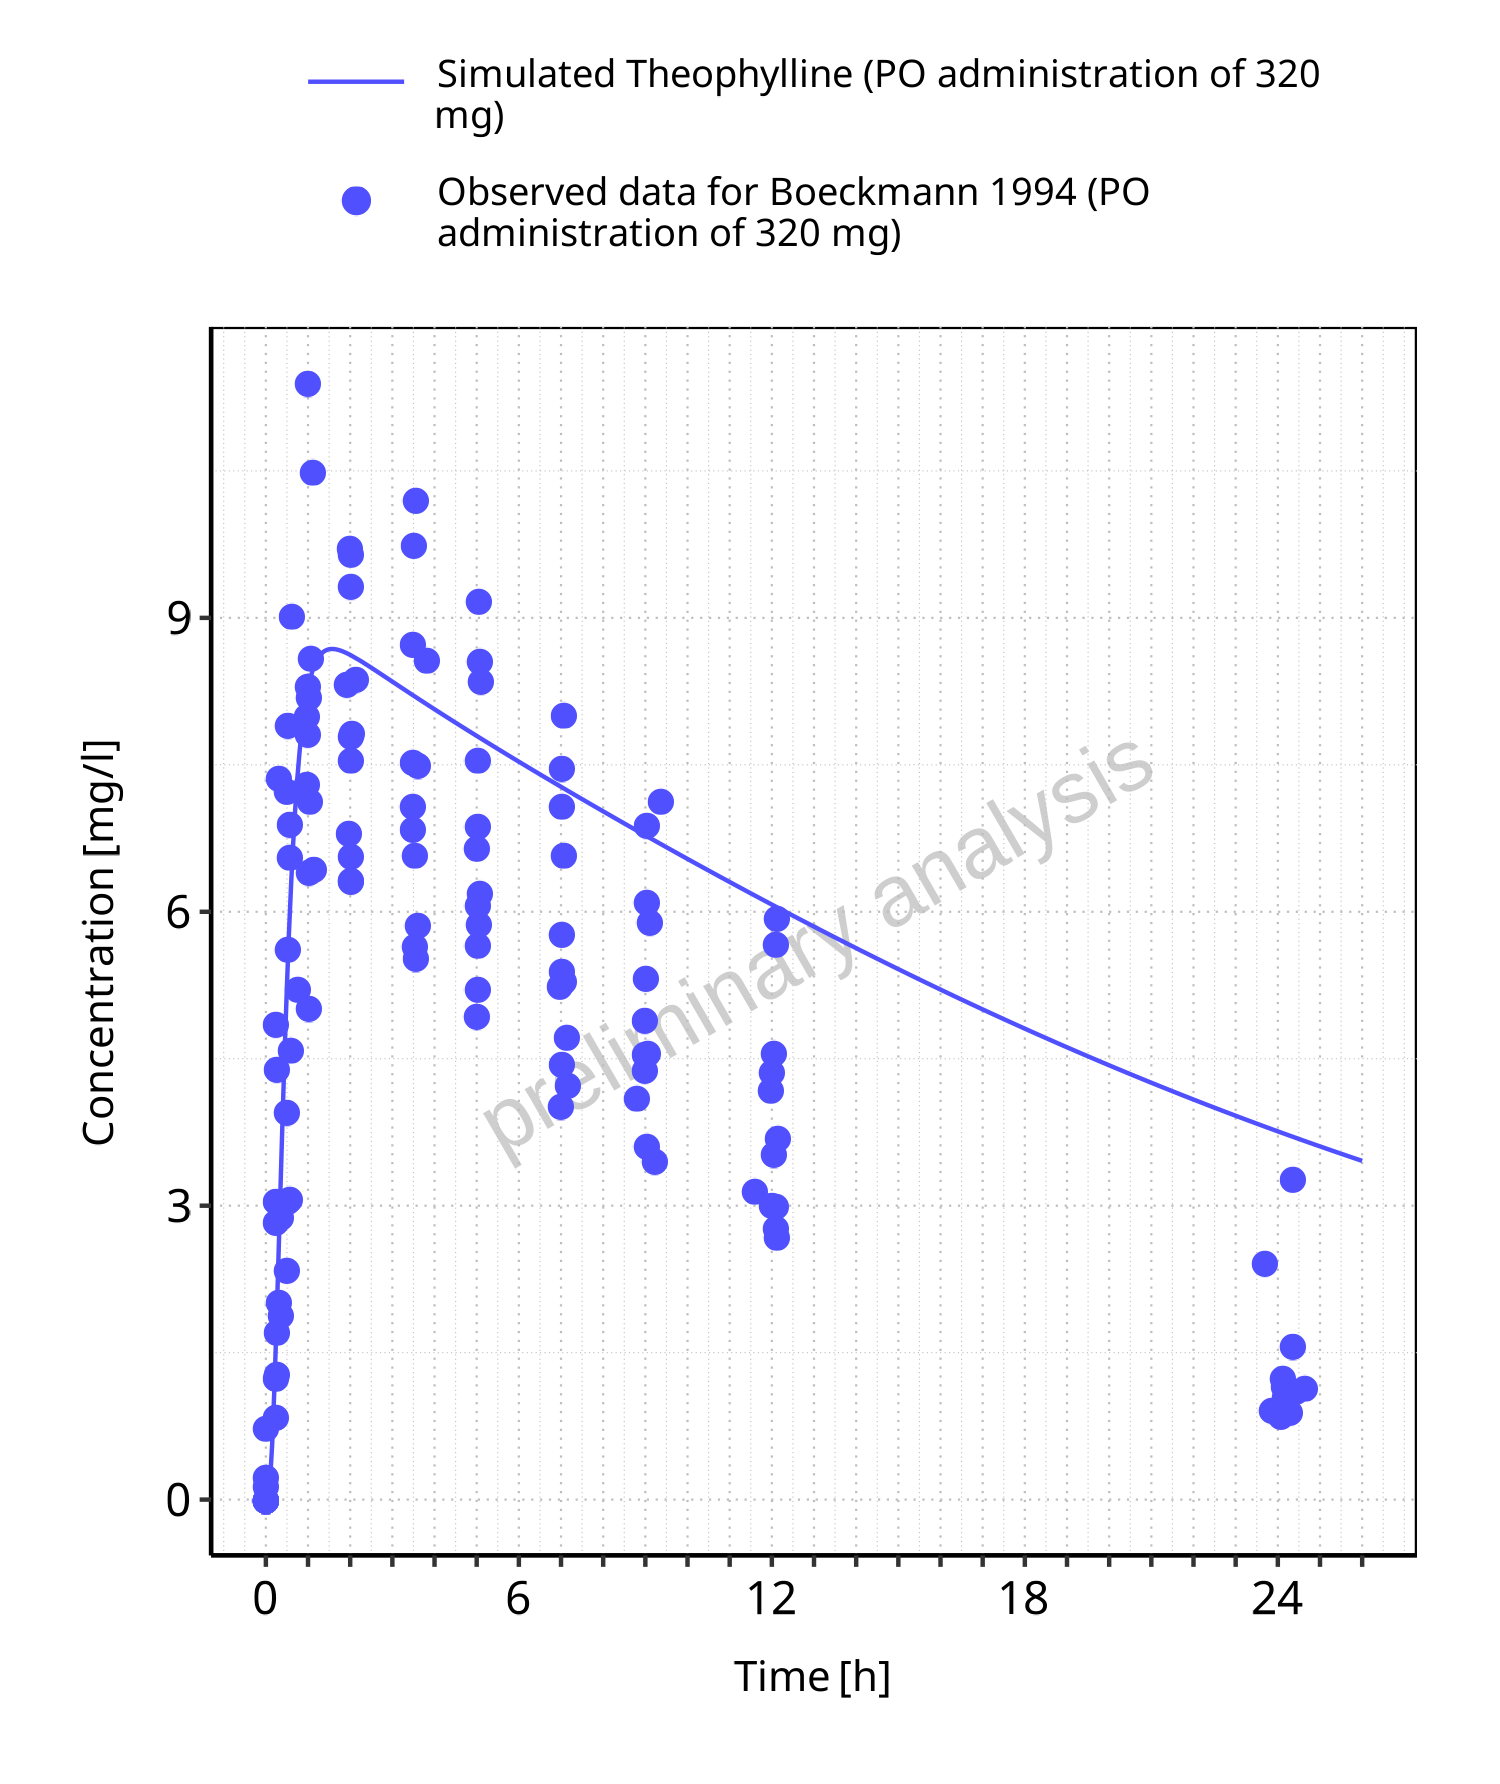 Simulated Theophylline (PO administration of 320
mg)
Observed data for Boeckmann 1994 (PO
administration of 320 mg)
Concentration [mg/l]
9
6
3
0
preliminary analysis
0 6 12 18 24
Time [h]